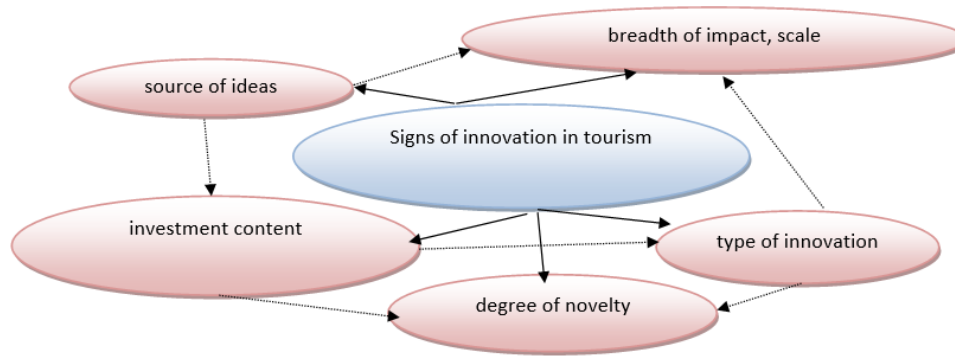 breadth of impact, scale
source of ideas
Signs of innovation in tourism
investment content
type of innovation
degree of novelty